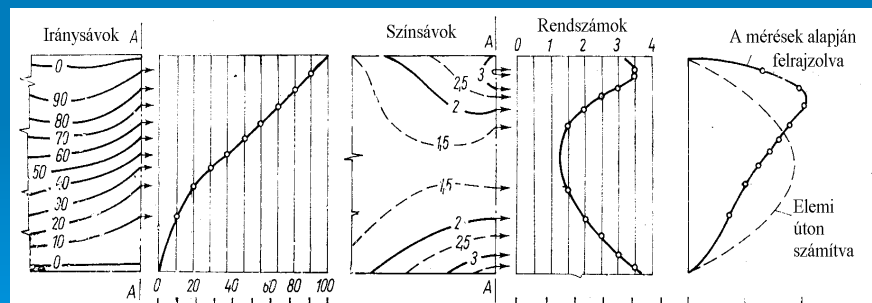 Iránysávok
A
Színsávok
A
Rendszámok
0 1 2 3 4
A mérések alapján
felrajzolva
0
90
80
70
60
50
40
30
20
10
0
3
2,5
2
1,5
1,5
2
2,5
3
Elemi
úton
számítva
A
0 20 40 60 80 100
A